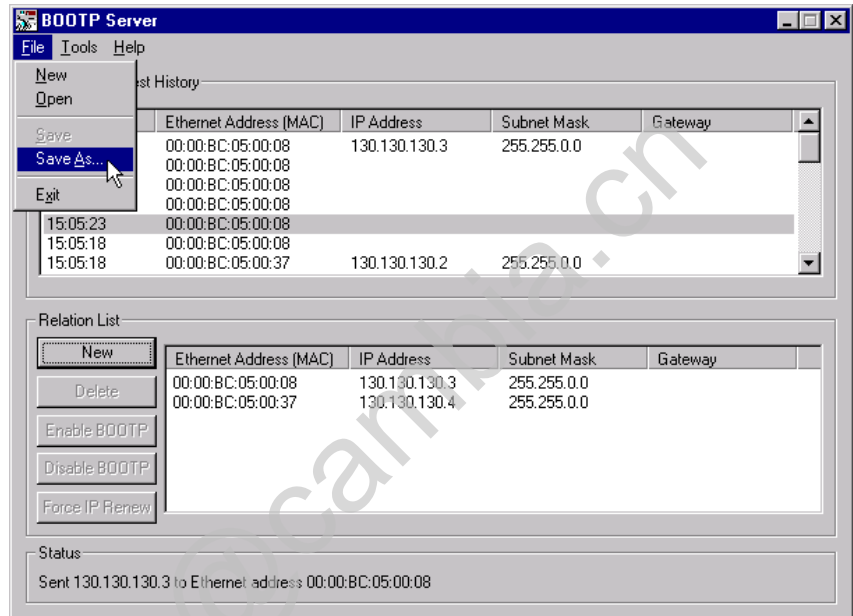 BOOTP Server
File Tools Help
New
Open
Save
Save As...
Exit
est History
Ethernet Address (MAC) IP Address Subnet Mask Gateway
00:00:BC:05:00:08 130.130.130.3 255.255.0.0
00:00:BC:05:00:08
00:00:BC:05:00:08
00:00:BC:05:00:08
15:05:23 00:00:BC:05:00:08
15:05:18 00:00:BC:05:00:08
15:05:18 00:00:BC:05:00:37 130.130.130.2 255.255.0.0
Relation List
New
Delete
Enable BOOTP
Disable BOOTP
Force IP Renew
Ethernet Address (MAC) IP Address Subnet Mask Gateway
00:00:BC:05:00:08 130.130.130.3 255.255.0.0
00:00:BC:05:00:37 130.130.130.4 255.255.0.0
Status
Sent 130.130.130.3 to Ethernet address 00:00:BC:05:00:08
@cambia.cn